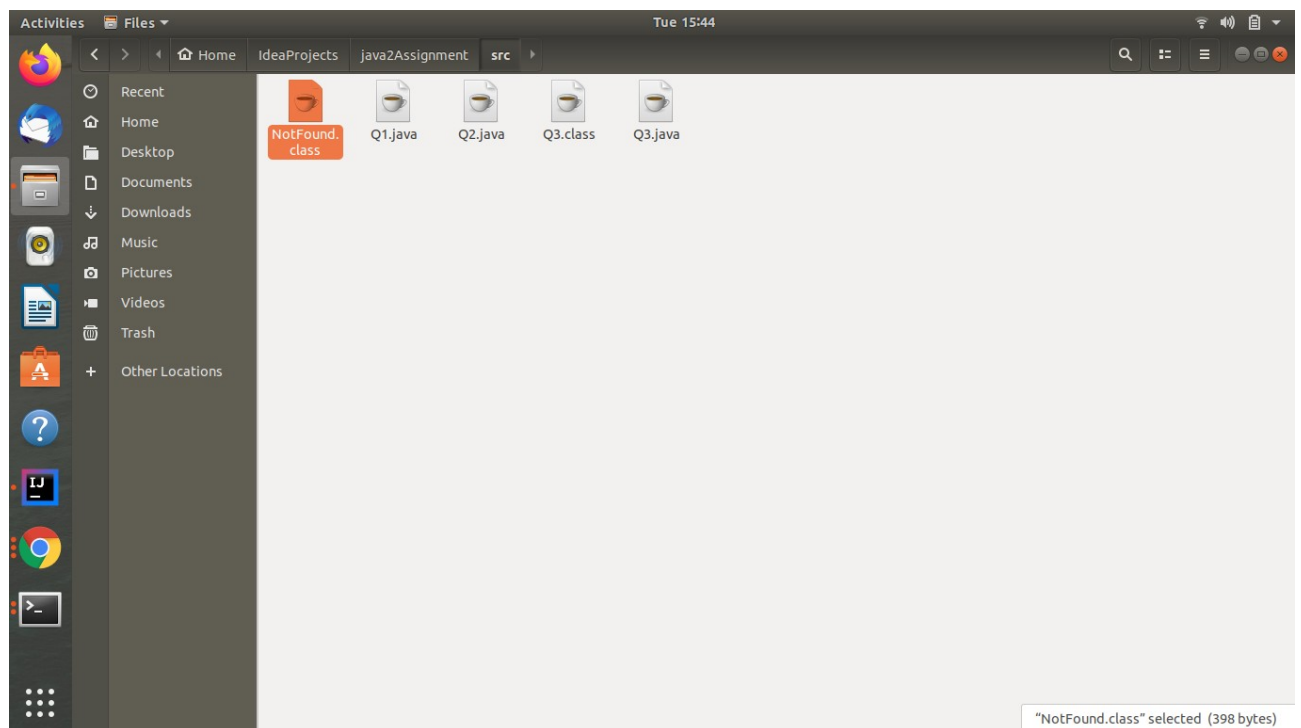 Activities Files Tue 15:44
Home IdeaProjects java2Assignment src
Recent
Home
Desktop
Documents
Downloads
Music
Pictures
Videos
Trash
+ Other Locations
NotFound.
class
Q1.java
Q2.java
Q3.class
Q3.java
A
?
IJ
>_
“NotFound.class” selected (398 bytes)